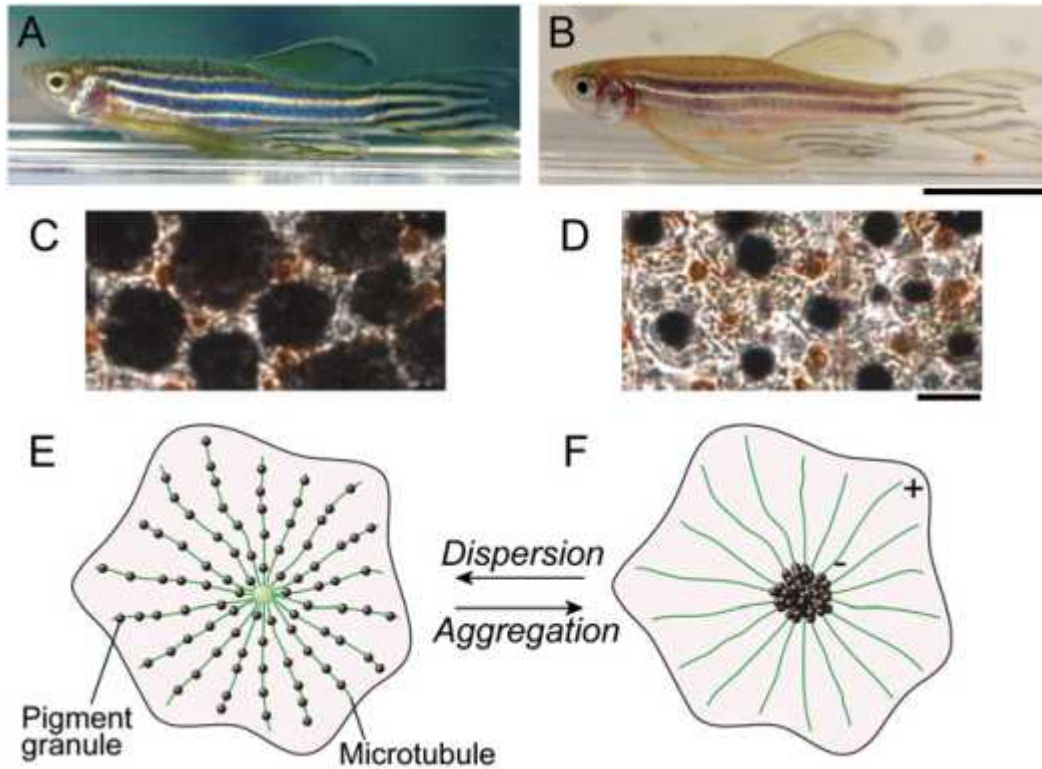 A
B
C
D
E
F
Dispersion
Aggregation
+
-
Pigment
granule
Microtubule